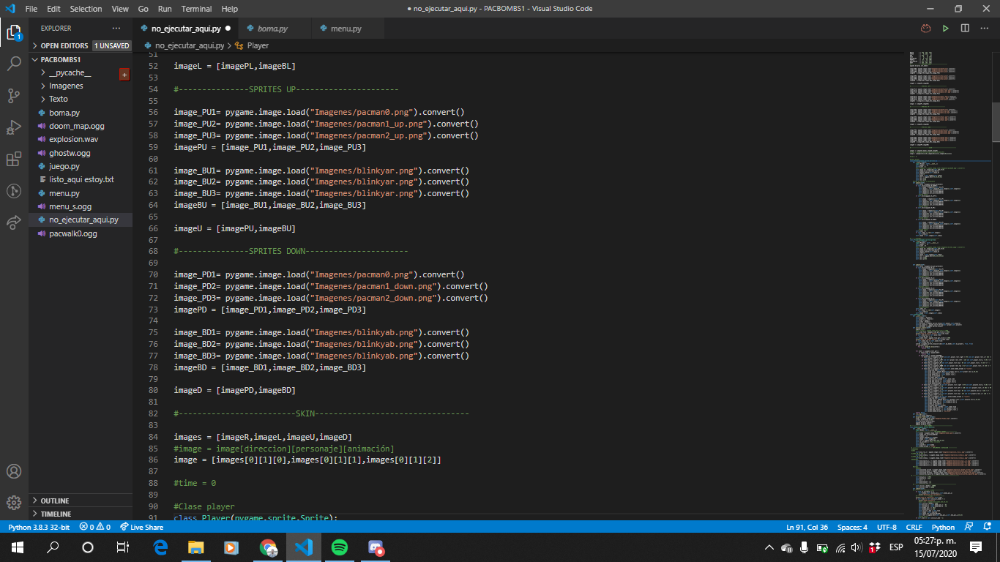 File Edit Selection View Go Run Terminal Help
● no_ejecutar_aqui.py - PACBOMBS1 - Visual Studio Code
EXPLORER
OPEN EDITORS 1 UNSAVED
PACBOMBS1
__pycache__
Imagenes
Texto
boma.py
doom_map.ogg
explosion.wav
ghostw.ogg
juego.py
listo_aqui estoy.txt
menu.py
menu_s.ogg
no_ejecutar_aqui.py
pacwalk0.ogg
OUTLINE
TIMELINE
no_ejecutar_aqui.py ● boma.py menu.py
no_ejecutar_aqui.py > Player
51
52 imageL = [imagePL,imageBL]
53
54 #---------------SPRITES UP----------------------
55
56 image_PU1= pygame.image.load("Imagenes/pacman0.png").convert()
57 image_PU2= pygame.image.load("Imagenes/pacman1_up.png").convert()
58 image_PU3= pygame.image.load("Imagenes/pacman2_up.png").convert()
59 imagePU = [image_PU1,image_PU2,image_PU3]
60
61 image_BU1= pygame.image.load("Imagenes/blinkyar.png").convert()
62 image_BU2= pygame.image.load("Imagenes/blinkyar.png").convert()
63 image_BU3= pygame.image.load("Imagenes/blinkyar.png").convert()
64 imageBU = [image_BU1,image_BU2,image_BU3]
65
66 imageU = [imagePU,imageBU]
67
68 #---------------SPRITES DOWN----------------------
69
70 image_PD1= pygame.image.load("Imagenes/pacman0.png").convert()
71 image_PD2= pygame.image.load("Imagenes/pacman1_down.png").convert()
72 image_PD3= pygame.image.load("Imagenes/pacman2_down.png").convert()
73 imagePD = [image_PD1,image_PD2,image_PD3]
74
75 image_BD1= pygame.image.load("Imagenes/blinkyab.png").convert()
76 image_BD2= pygame.image.load("Imagenes/blinkyab.png").convert()
77 image_BD3= pygame.image.load("Imagenes/blinkyab.png").convert()
78 imageBD = [image_BD1,image_BD2,image_BD3]
79
80 imageD = [imagePD,imageBD]
81
82 #-------------------------SKIN---------------------------------
83
84 images = [imageR,imageL,imageU,imageD]
85 #image = image[direccion][personaje][animación]
86 image = [images[0][1][0],images[0][1][1],images[0][1][2]]
87
88 #time = 0
89
90 #Clase player
91 class Player(pygame.sprite.Sprite):
Python 3.8.3 32-bit 0 0 Live Share Ln 91, Col 36 Spaces: 4 UTF-8 CRLF Python
ESP 05:27:p. m.
15/07/2020